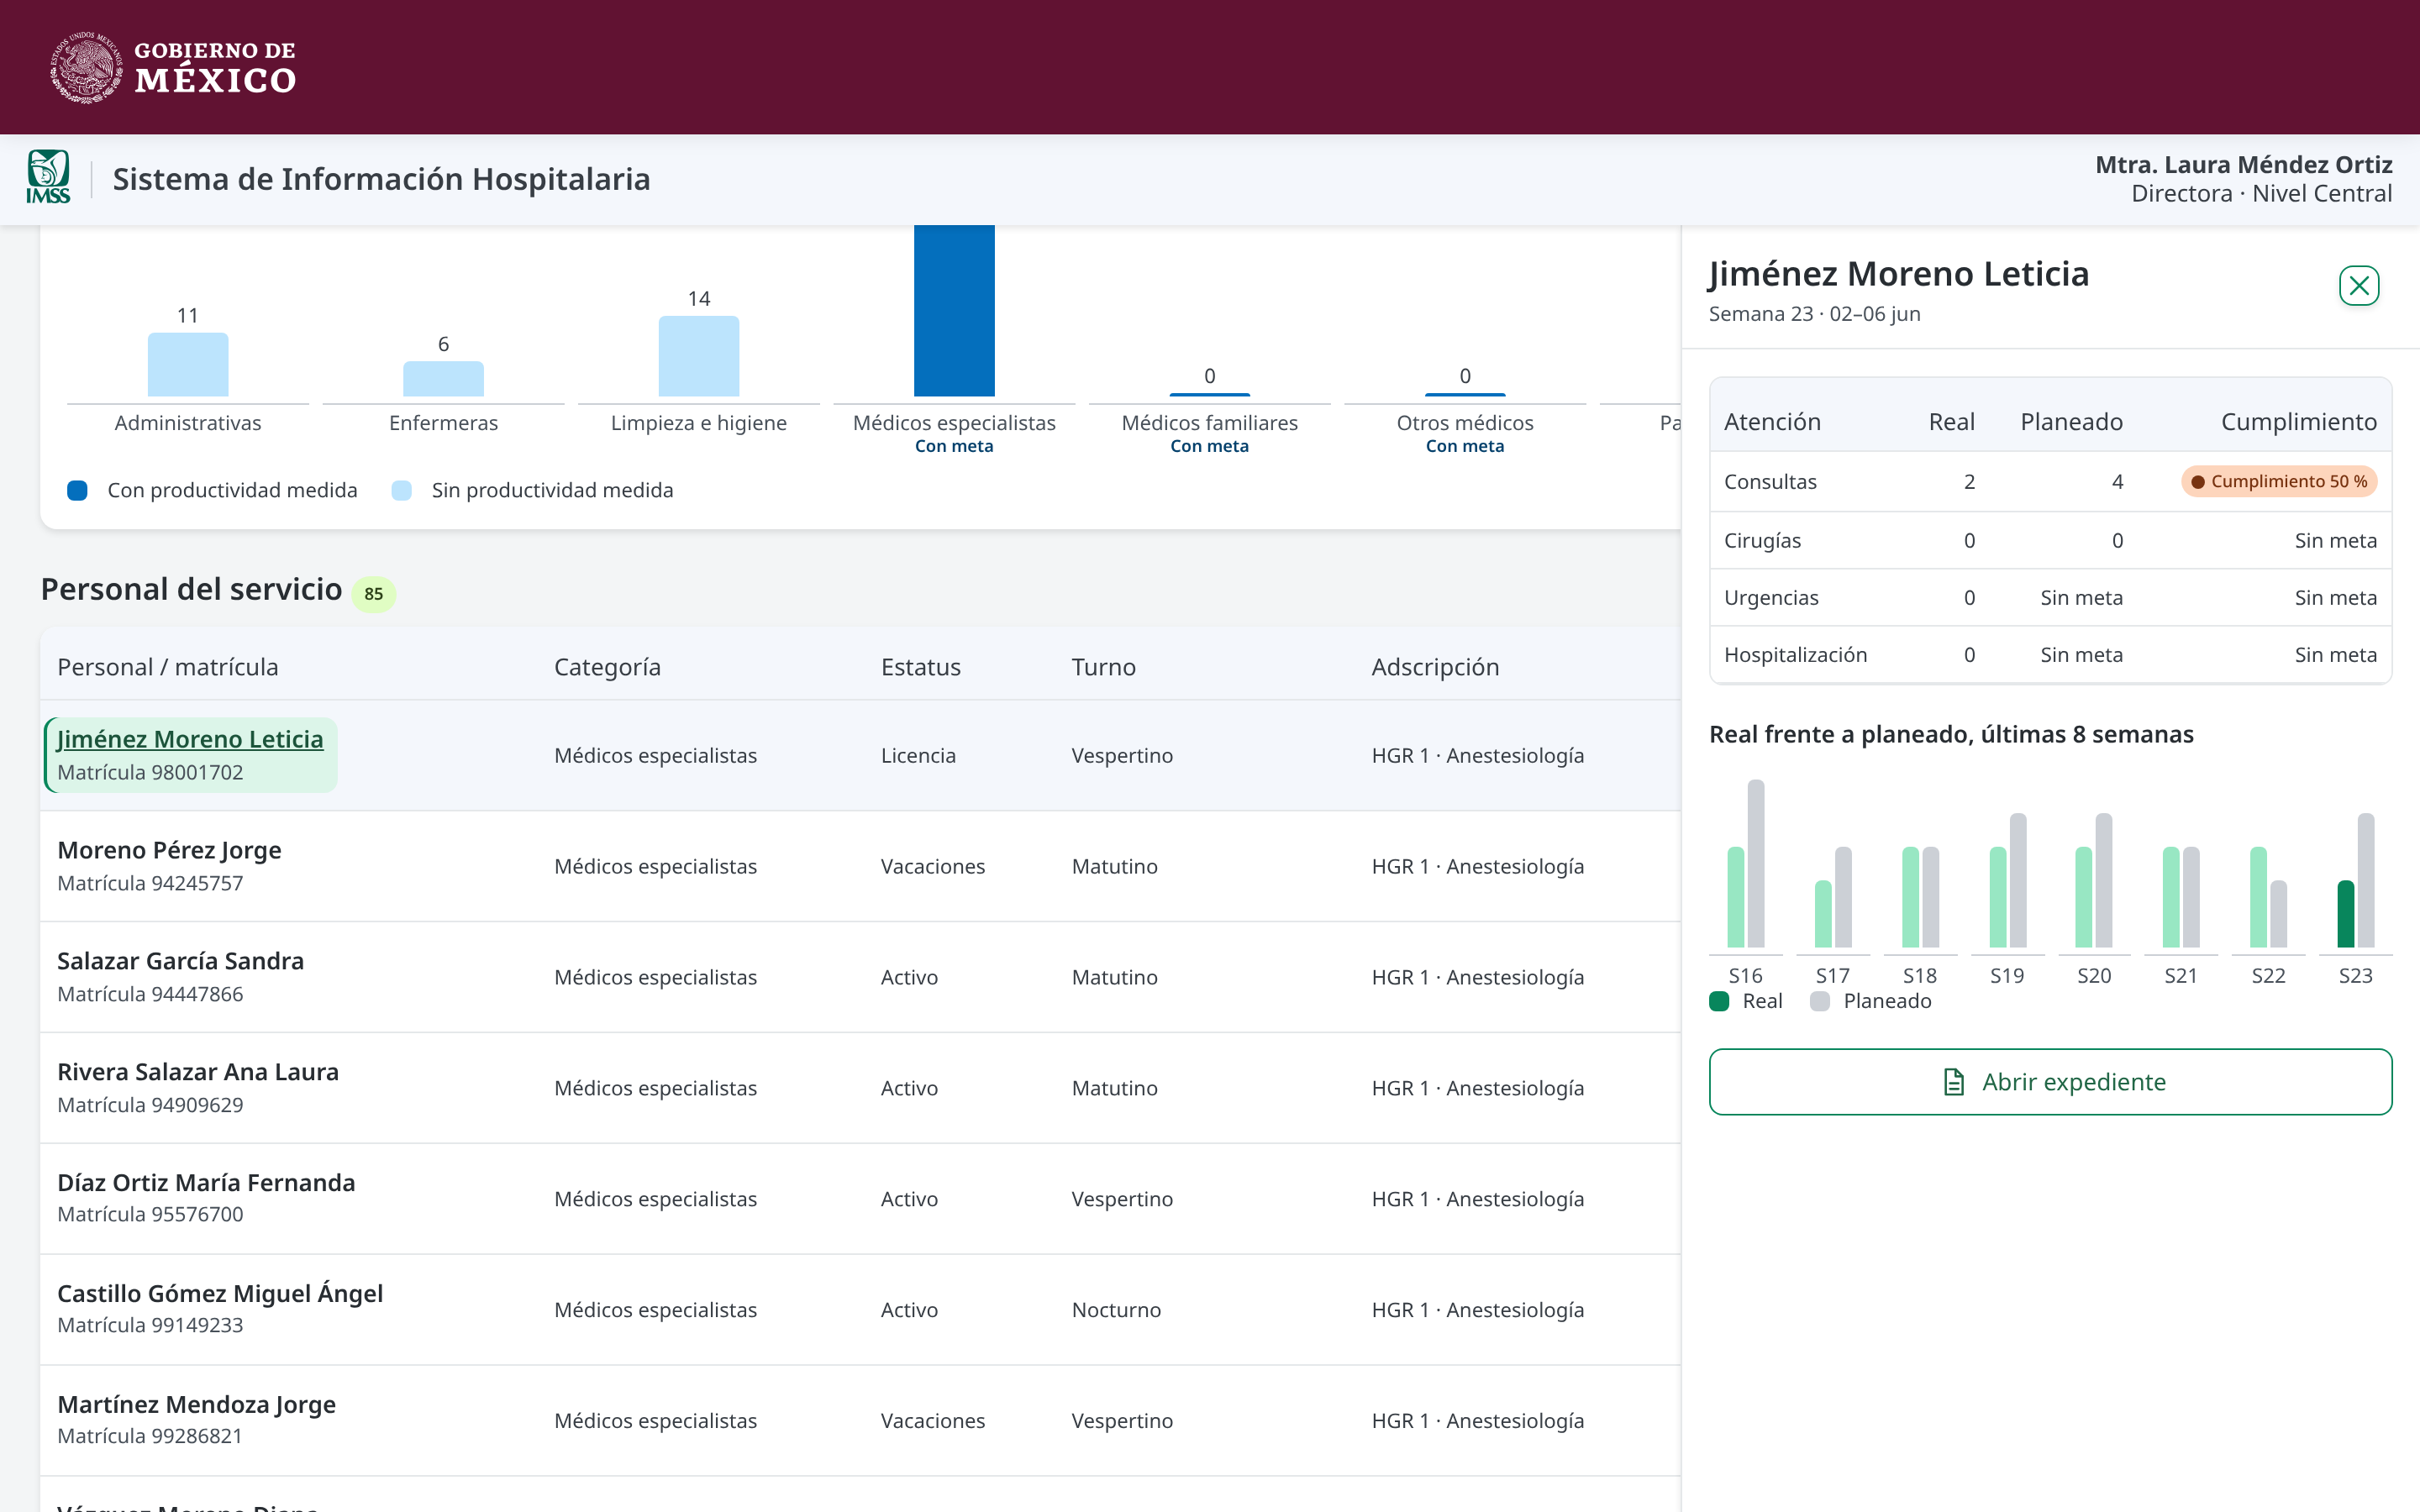 GOBIERNO DE
MÉXICO
IMSS
Sistema de Información Hospitalaria
Mtra. Laura Méndez Ortiz
Directora · Nivel Central
11
6
14
0
0
Administrativas
Enfermeras
Limpieza e higiene
Médicos especialistas
Con meta
Médicos familiares
Con meta
Otros médicos
Con meta
Pa
Con productividad medida
Sin productividad medida
Personal del servicio 85
Personal / matrícula Categoría Estatus Turno Adscripción
Jiménez Moreno Leticia
Matrícula 98001702
Médicos especialistas Licencia Vespertino HGR 1 · Anestesiología
Moreno Pérez Jorge
Matrícula 94245757
Médicos especialistas Vacaciones Matutino HGR 1 · Anestesiología
Salazar García Sandra
Matrícula 94447866
Médicos especialistas Activo Matutino HGR 1 · Anestesiología
Rivera Salazar Ana Laura
Matrícula 94909629
Médicos especialistas Activo Matutino HGR 1 · Anestesiología
Díaz Ortiz María Fernanda
Matrícula 95576700
Médicos especialistas Activo Vespertino HGR 1 · Anestesiología
Castillo Gómez Miguel Ángel
Matrícula 99149233
Médicos especialistas Activo Nocturno HGR 1 · Anestesiología
Martínez Mendoza Jorge
Matrícula 99286821
Médicos especialistas Vacaciones Vespertino HGR 1 · Anestesiología
Jiménez Moreno Leticia
Semana 23 · 02–06 jun
Atención Real Planeado Cumplimiento
Consultas 2 4 Cumplimiento 50 %
Cirugías 0 0 Sin meta
Urgencias 0 Sin meta Sin meta
Hospitalización 0 Sin meta Sin meta
Real frente a planeado, últimas 8 semanas
S16 S17 S18 S19 S20 S21 S22 S23
Real Planeado
Abrir expediente